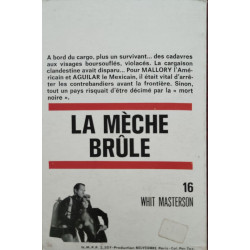 A bord du cargo, plus un survivant... des cadavres
aux visages boursouflés, violacés. La cargaison
clandestine avait disparu... Pour MALLORY l'Amé-
ricain et AGUILAR le Mexicain, il était vital d'arrê-
ter les contrebandiers avant la frontière. Sinon,
tout un pays risquait d'être décimé par la « mort
noire ».
LA MÈCHE
BRÛLE
16
WHIT MASTERSON